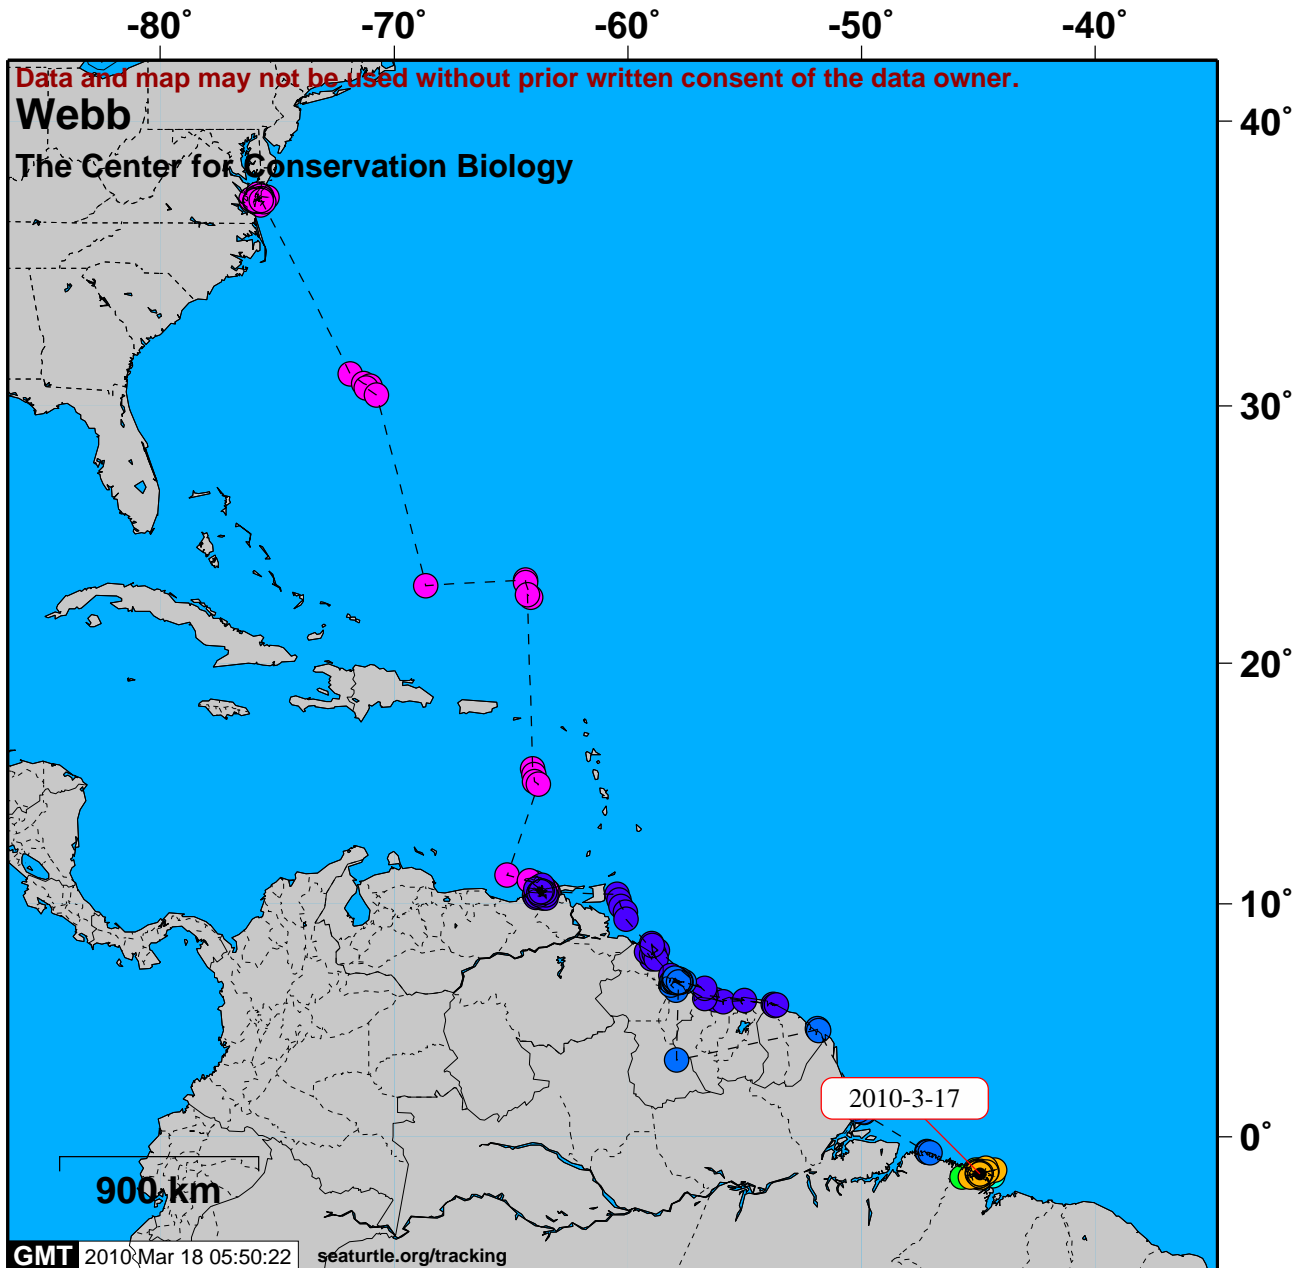 -80° -70° -60° -50° -40°
Data and map may not be used without prior written consent of the data owner.
Webb
40°
The Center for Conservation Biology
30°
20°
10°
2010-3-17
0°
900 km
GMT 2010 Mar 18 05:50:22 seaturtle.org/tracking